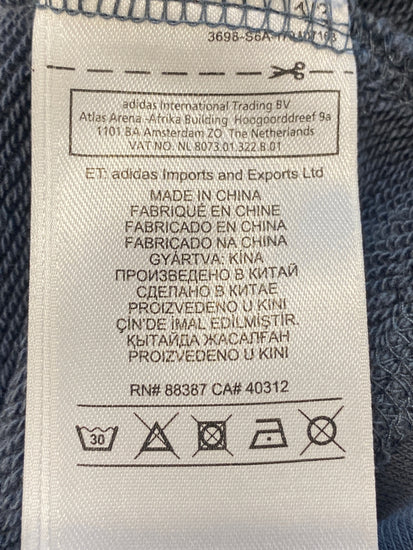 adidas International Trading BV
Atlas Arena -Afrika Building Hoogoorddreef 9a
1101 BA Amsterdam ZO The Netherlands
VAT NO. NL 8073.01.322.B.01
ET: adidas Imports and Exports Ltd
MADE IN CHINA
FABRIQUÉ EN CHINE
FABRICADO EN CHINA
FABRICADO NA CHINA
GYÁRTVA: KÍNA
ПРОИЗВЕДЕНО В КИТАЙ
СДЕЛАНО В КИТАЕ
PROIZVEDENO U KINI
ÇİN'DE İMAL EDİLMİŞTİR.
ҚЫТАЙДА ЖАСАЛҒАН
PROIZVEDENO U KINI
RN# 88387 CA# 40312
30